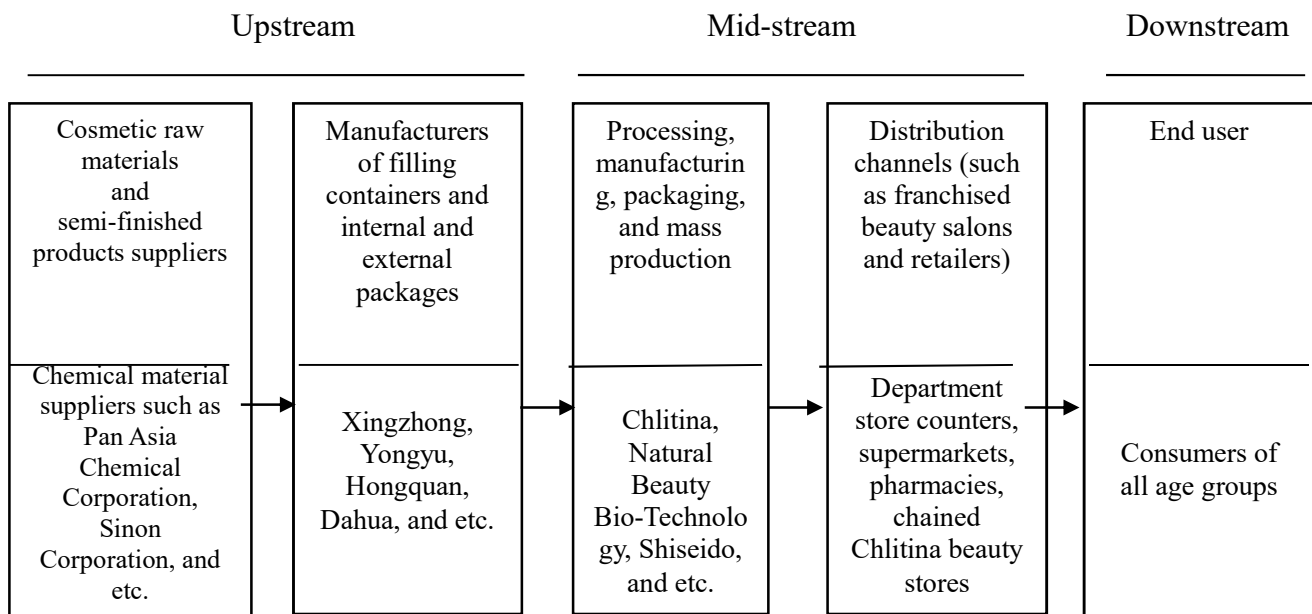 Upstream
Mid-stream
Downstream
Cosmetic raw
materials
and
semi-finished
products suppliers
Chemical material
suppliers such as
Pan Asia
Chemical
Corporation,
Sinon
Corporation, and
etc.
Manufacturers
of filling
containers and
internal and
external
packages
Xingzhong,
Yongyu,
Hongquan,
Dahua, and etc.
Processing,
manufacturin
g, packaging,
and mass
production
Chlitina,
Natural
Beauty
Bio-Technolo
gy, Shiseido,
and etc.
Distribution
channels (such
as franchised
beauty salons
and retailers)
Department
store counters,
supermarkets,
pharmacies,
chained
Chlitina beauty
stores
End user
Consumers of
all age groups